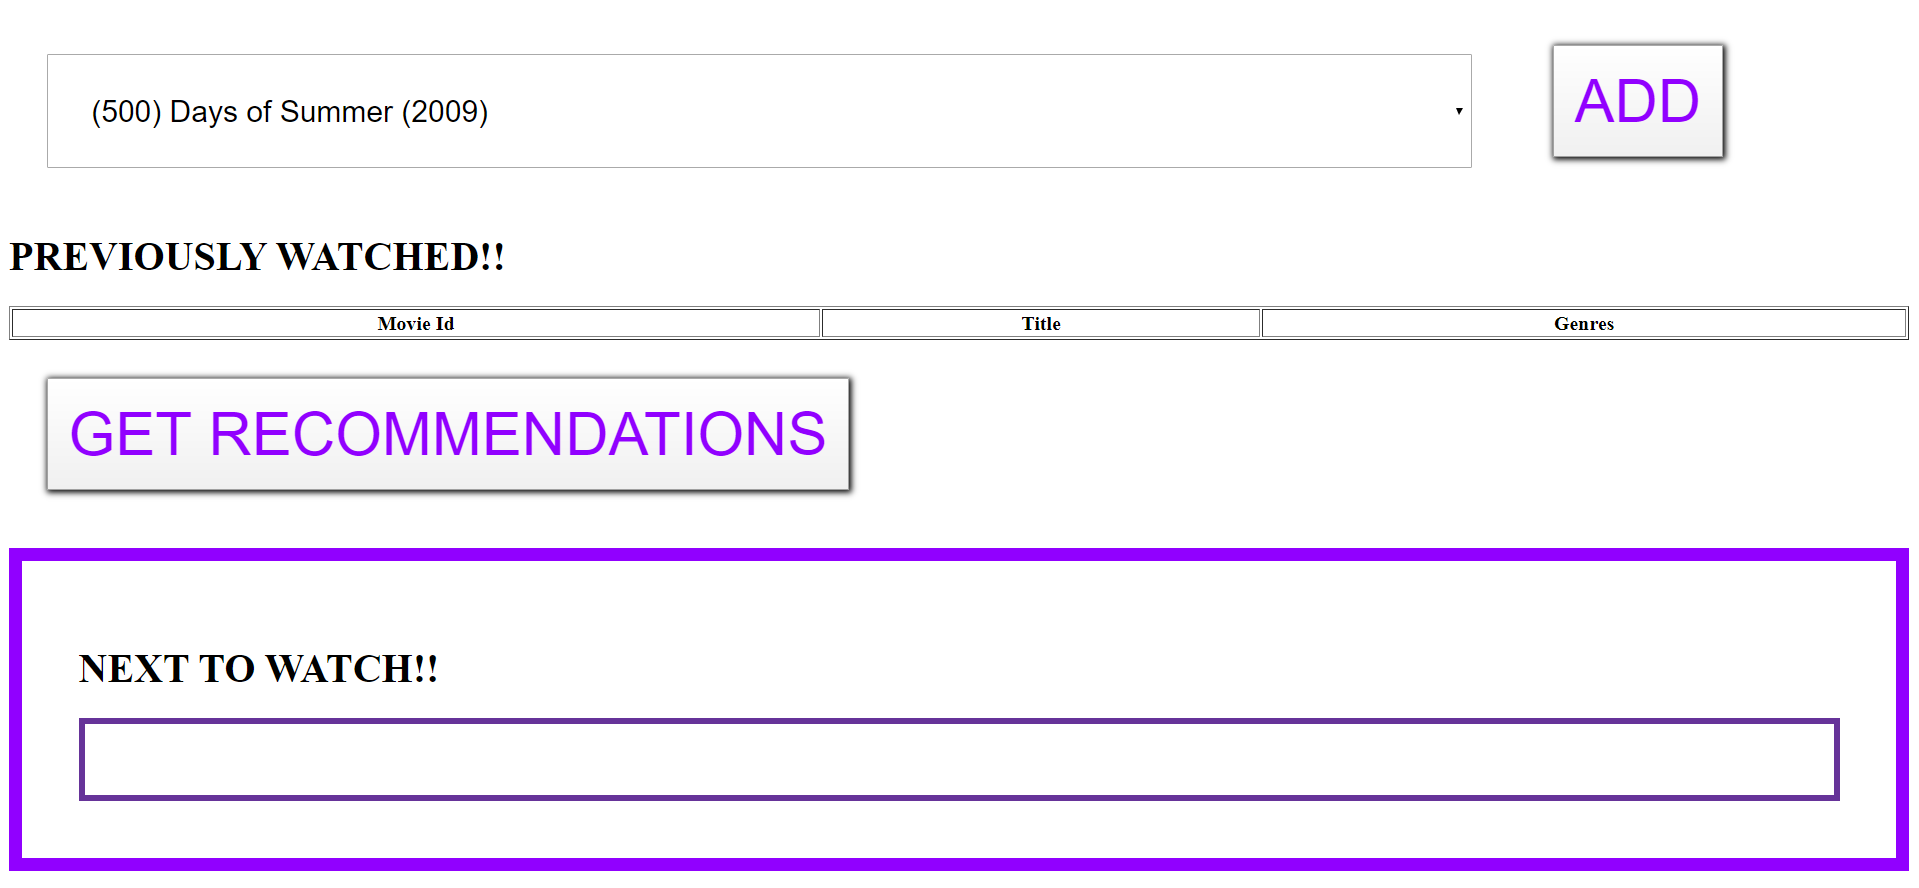 (500) Days of Summer (2009)
ADD
PREVIOUSLY WATCHED!!
Movie Id Title Genres
GET RECOMMENDATIONS
NEXT TO WATCH!!